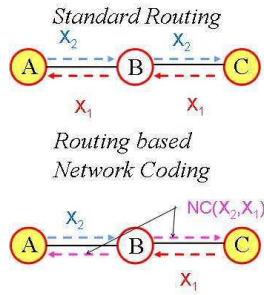 Standard Routing
X₂ X₂
A B C
X₁ X₁
Routing based
Network Coding
X₂ NC(X₂,X₁)
A B C
X₁